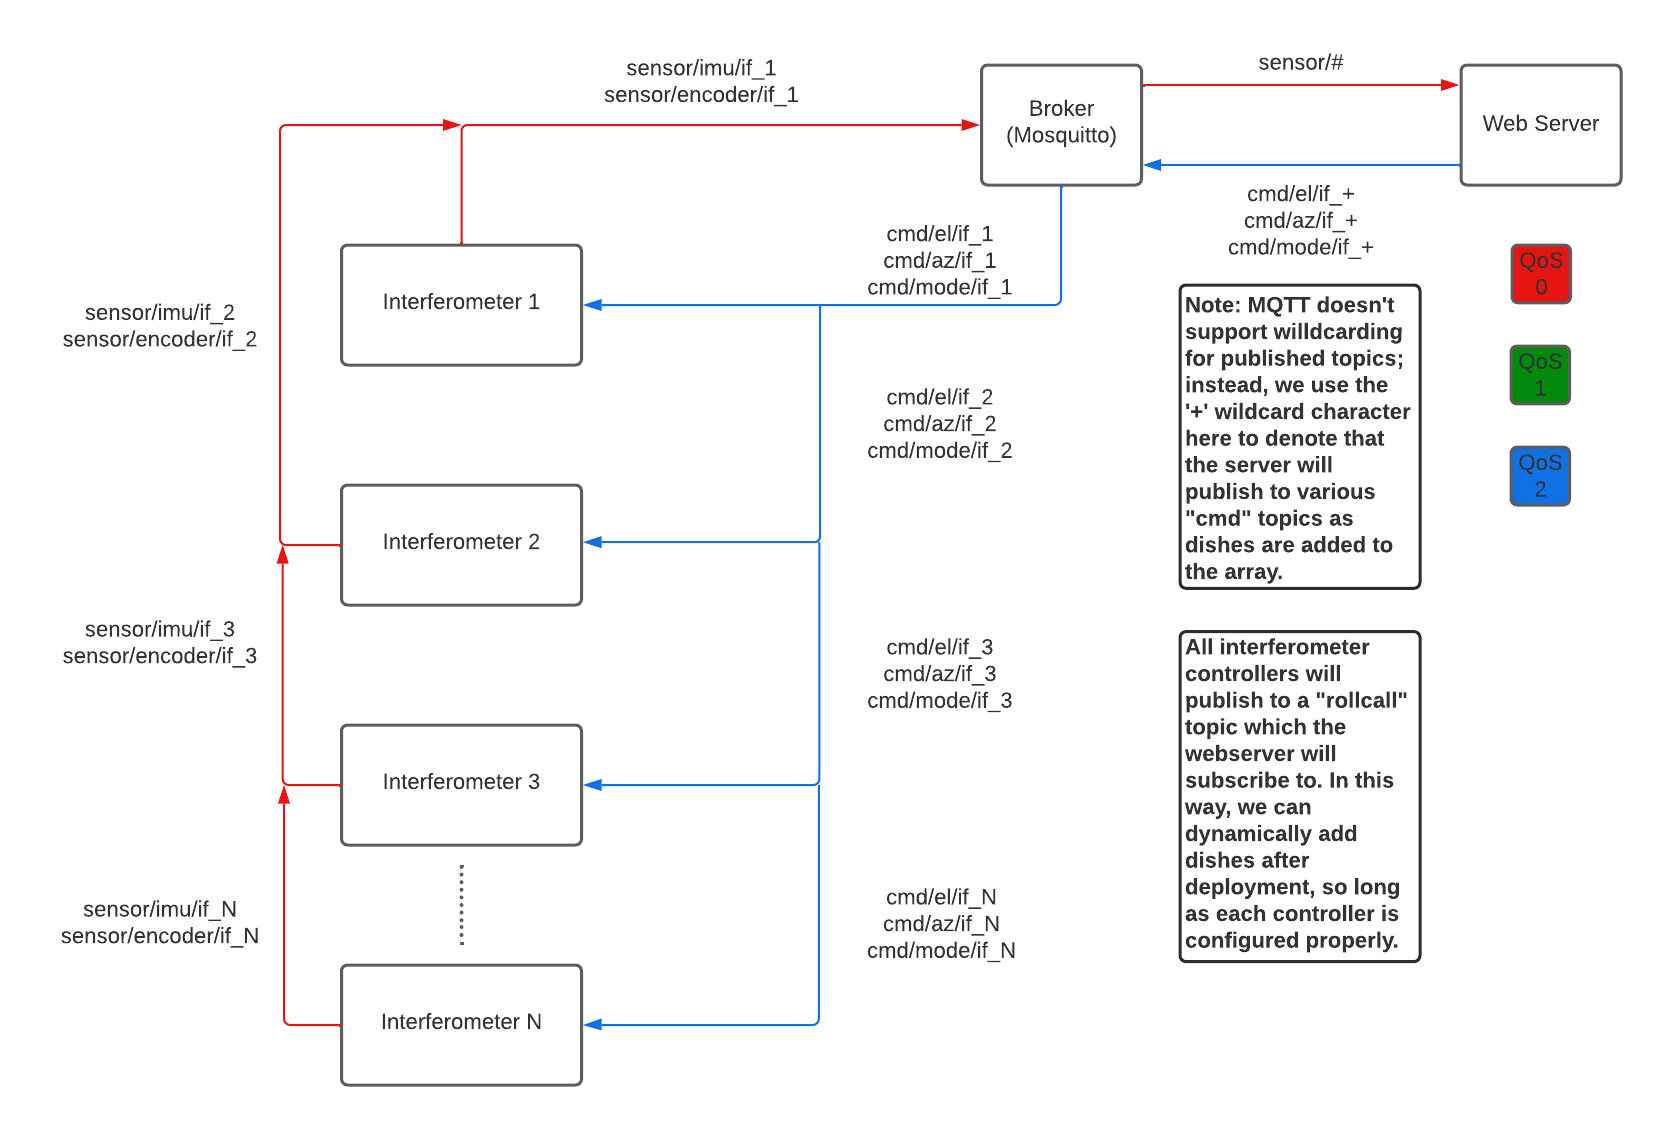 sensor/imu/if_1
sensor/encoder/if_1
sensor/#
Broker
(Mosquitto)
Web Server
cmd/el/if_+
cmd/az/if_+
cmd/mode/if_+
cmd/el/if_1
cmd/az/if_1
cmd/mode/if_1
Interferometer 1
sensor/imu/if_2
sensor/encoder/if_2
QoS
0
QoS
1
QoS
2
Note: MQTT doesn't
support willdcarding
for published topics;
instead, we use the
'+' wildcard character
here to denote that
the server will
publish to various
"cmd" topics as
dishes are added to
the array.
cmd/el/if_2
cmd/az/if_2
cmd/mode/if_2
Interferometer 2
sensor/imu/if_3
sensor/encoder/if_3
cmd/el/if_3
cmd/az/if_3
cmd/mode/if_3
All interferometer
controllers will
publish to a "rollcall"
topic which the
webserver will
subscribe to. In this
way, we can
dynamically add
dishes after
deployment, so long
as each controller is
configured properly.
Interferometer 3
sensor/imu/if_N
sensor/encoder/if_N
cmd/el/if_N
cmd/az/if_N
cmd/mode/if_N
Interferometer N